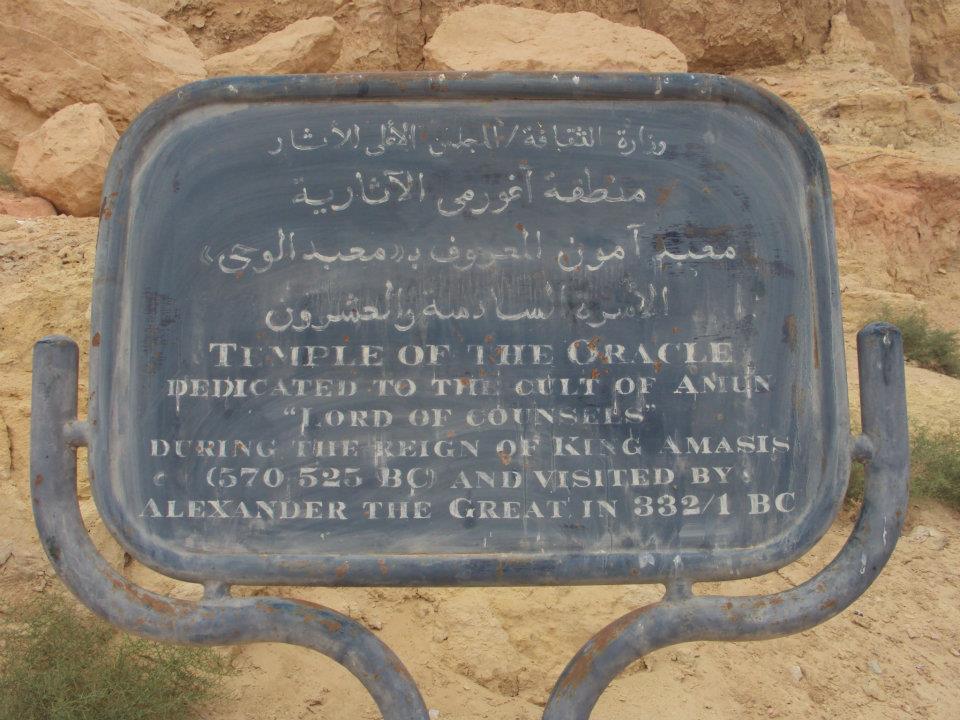 وزارة الثقافة/المجلس الأعلى للآثار
منطقة أغورمى الآثارية
معبد آمون المعروف بـ«معبد الوحى»
الأسرة السادسة والعشرون
TEMPLE OF THE ORACLE
DEDICATED TO THE CULT OF AMUN
"LORD OF COUNSELS"
DURING THE REIGN OF KING AMASIS
(570 525 BC) AND VISITED BY
ALEXANDER THE GREAT IN 332/1 BC